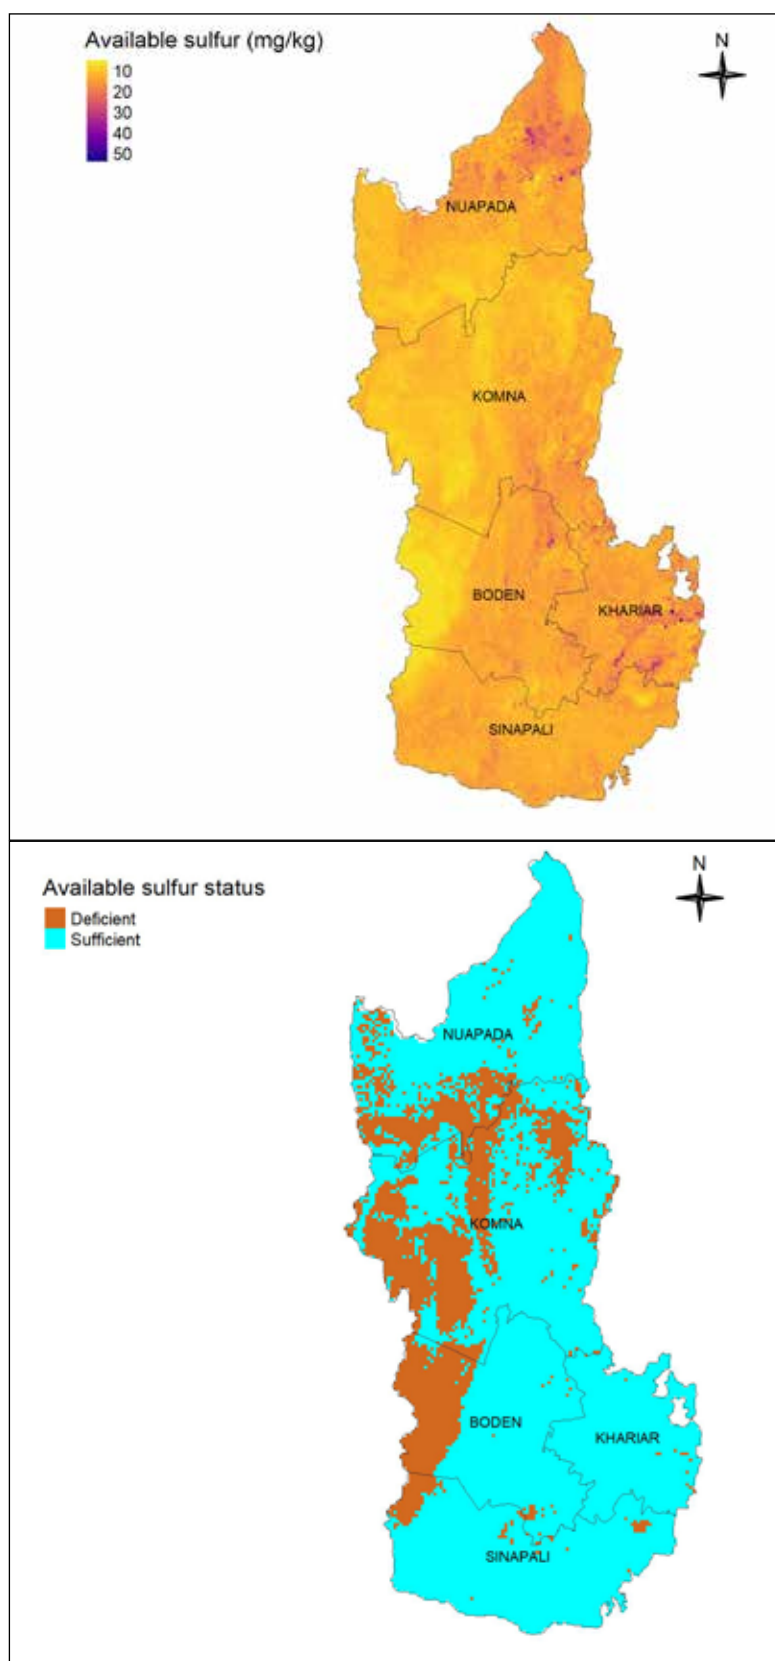 Available sulfur (mg/kg)
10
20
30
40
50
N
NUAPADA
KOMNA
BODEN
KHARIAR
SINAPALI
Available sulfur status
Deficient
Sufficient
N
NUAPADA
KOMNA
BODEN
KHARIAR
SINAPALI